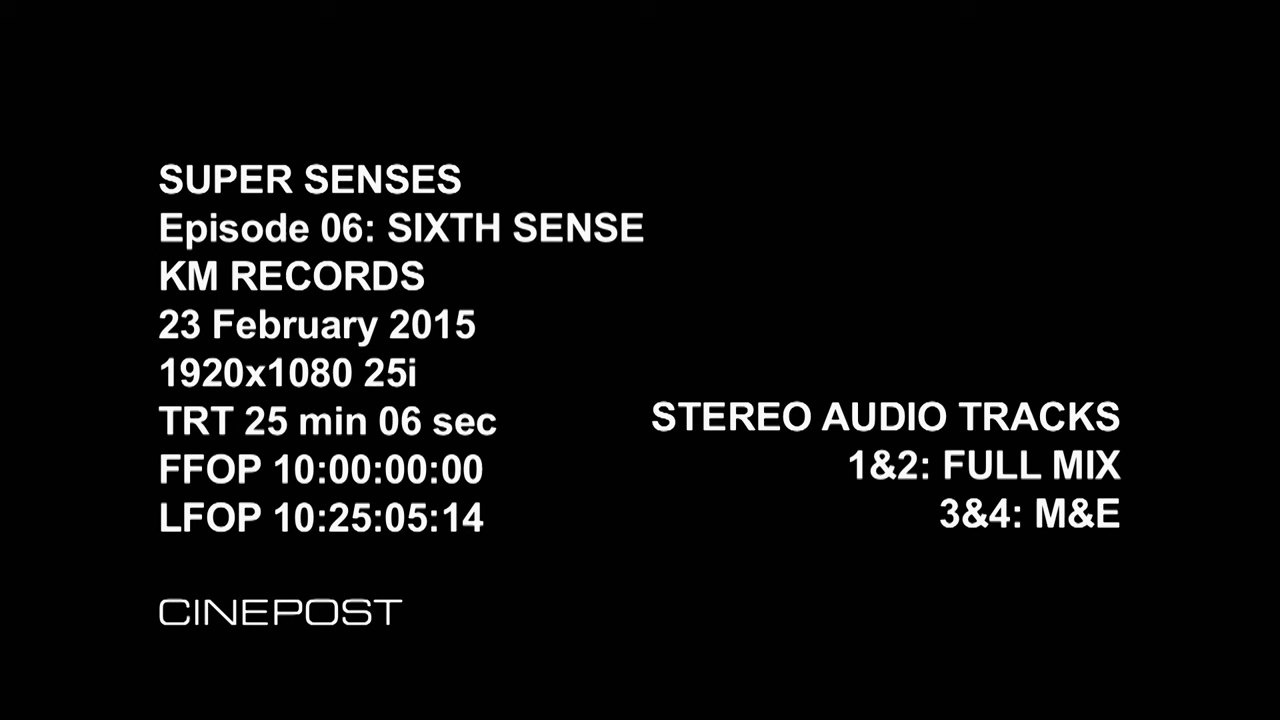 SUPER SENSES
Episode 06: SIXTH SENSE
KM RECORDS
23 February 2015
1920x1080 25i
TRT 25 min 06 sec
FFOP 10:00:00:00
LFOP 10:25:05:14
STEREO AUDIO TRACKS
1&2: FULL MIX
3&4: M&E
CINEPOST